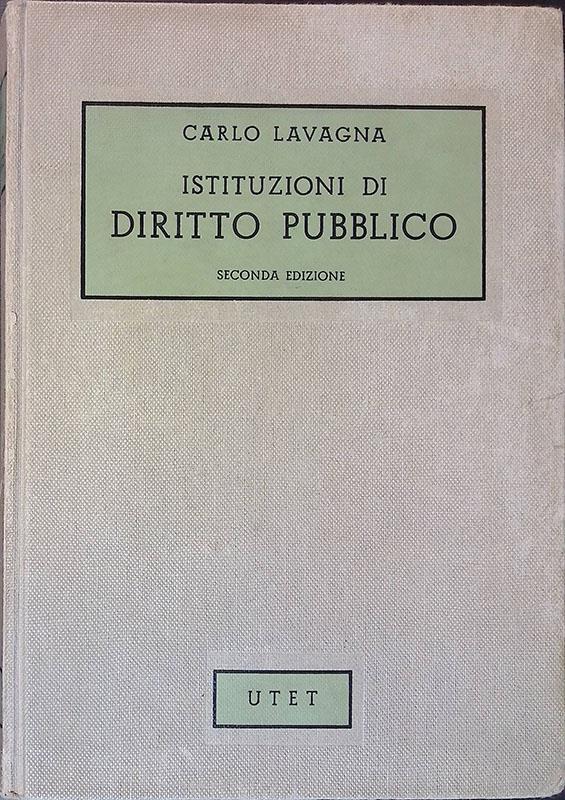 CARLO LAVAGNA
ISTITUZIONI DI
DIRITTO PUBBLICO
SECONDA EDIZIONE
UTET